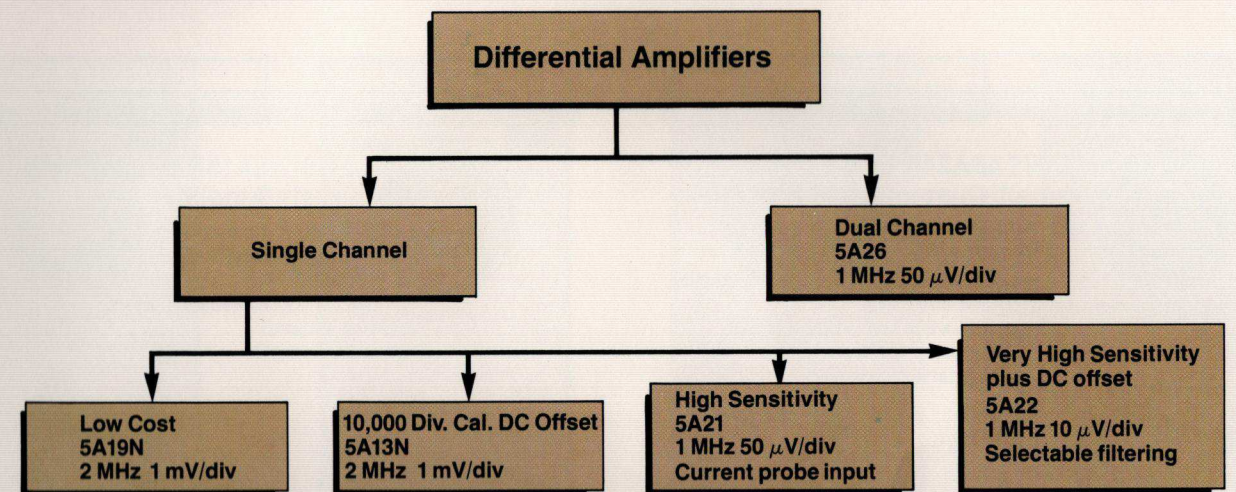 Differential Amplifiers
Single Channel
Dual Channel
5A26
1 MHz 50 μV/div
Low Cost
5A19N
2 MHz 1 mV/div
10,000 Div. Cal. DC Offset
5A13N
2 MHz 1 mV/div
High Sensitivity
5A21
1 MHz 50 μV/div
Current probe input
Very High Sensitivity
plus DC offset
5A22
1 MHz 10 μV/div
Selectable filtering